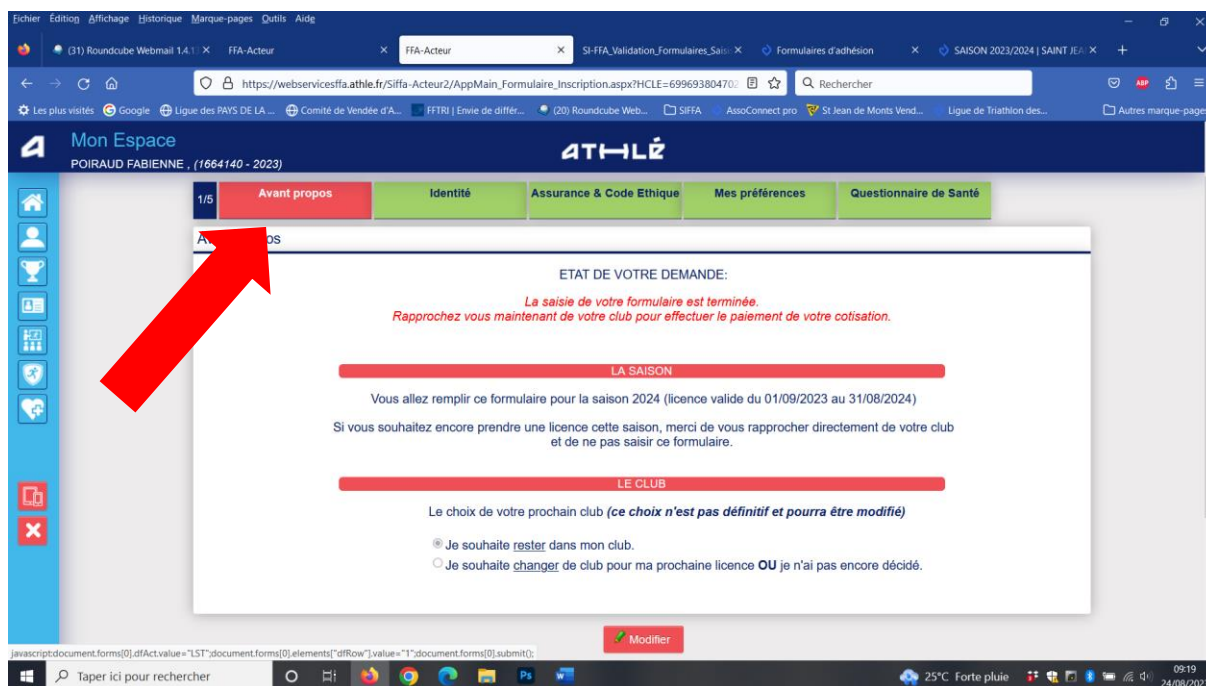 Fichier Édition Affichage Historique Marque-pages Outils Aide
(31) Roundcube Webmail 1.4.1 FFA-Acteur FFA-Acteur SI-FFA_Validation_Formulaires_Sais Formulaires d'adhésion SAISON 2023/2024 | SAINT JEA
https://webservicesffa.athle.fr/Siffa-Acteur2/AppMain_Formulaire_Inscription.aspx?HCLE=699693804702 Rechercher ABP
Les plus visités Google Ligue des PAYS DE LA ... Comité de Vendée d'A... FFTRI | Envie de différ... (20) Roundcube Web... SIFFA AssoConnect pro St Jean de Monts Vend... Ligue de Triathlon des... Autres marque-pages
Mon Espace
POIRAUD FABIENNE , (1664140 - 2023)
ATHLÉ
1/5 Avant propos Identité Assurance & Code Ethique Mes préférences Questionnaire de Santé
ETAT DE VOTRE DEMANDE:
La saisie de votre formulaire est terminée.
Rapprochez vous maintenant de votre club pour effectuer le paiement de votre cotisation.
LA SAISON
Vous allez remplir ce formulaire pour la saison 2024 (licence valide du 01/09/2023 au 31/08/2024)
Si vous souhaitez encore prendre une licence cette saison, merci de vous rapprocher directement de votre club
et de ne pas saisir ce formulaire.
LE CLUB
Le choix de votre prochain club (ce choix n'est pas définitif et pourra être modifié)
Je souhaite rester dans mon club.
Je souhaite changer de club pour ma prochaine licence OU je n'ai pas encore décidé.
Modifier
javascript:document.forms[0].dfAct.value="LST";document.forms[0].elements["dfRow"].value="1";document.forms[0].submit();
Taper ici pour rechercher Ps 25°C Forte pluie 09:19